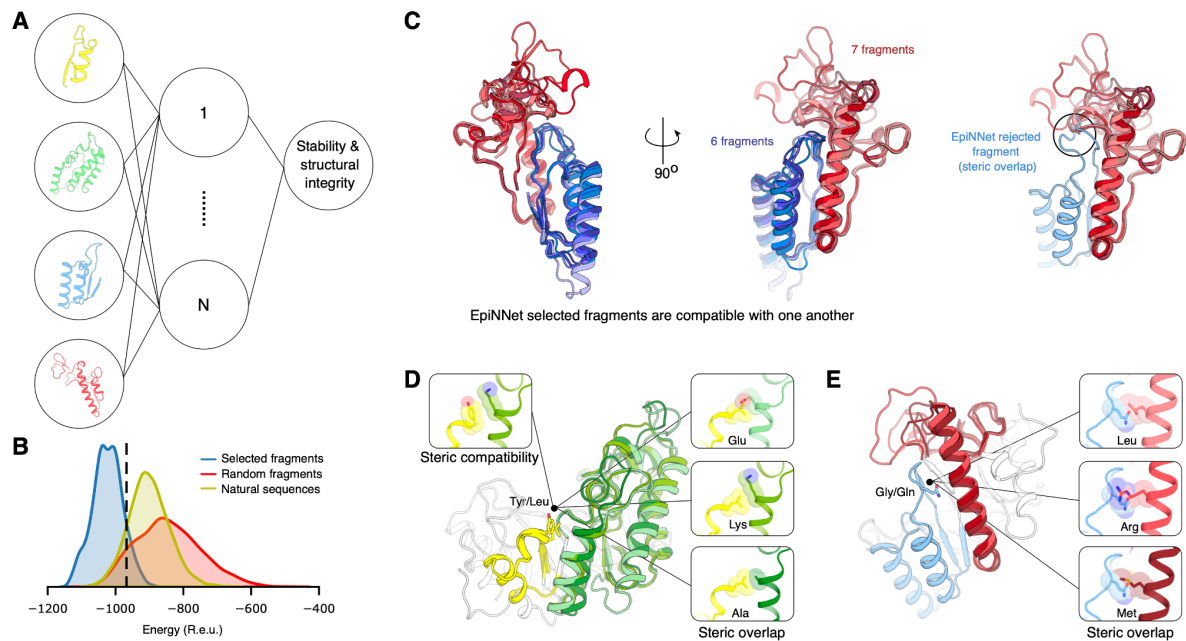 A
1
N
Stability &
structural
integrity
B
Selected fragments
Random fragments
Natural sequences
−1200
−1000
−800
−600
−400
Energy (R.e.u.)
C
7 fragments
6 fragments
90o
EpiNNet rejected
fragment
(steric overlap)
EpiNNet selected fragments are compatible with one another
D
Steric compatibility
Tyr/Leu
Glu
Lys
Ala
Steric overlap
E
Gly/Gln
Leu
Arg
Met
Steric overlap